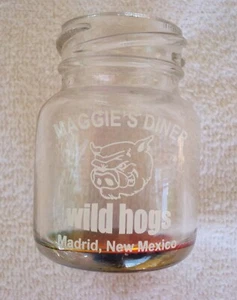 MAGGIE'S DINER
wild hogs
Madrid, New Mexico